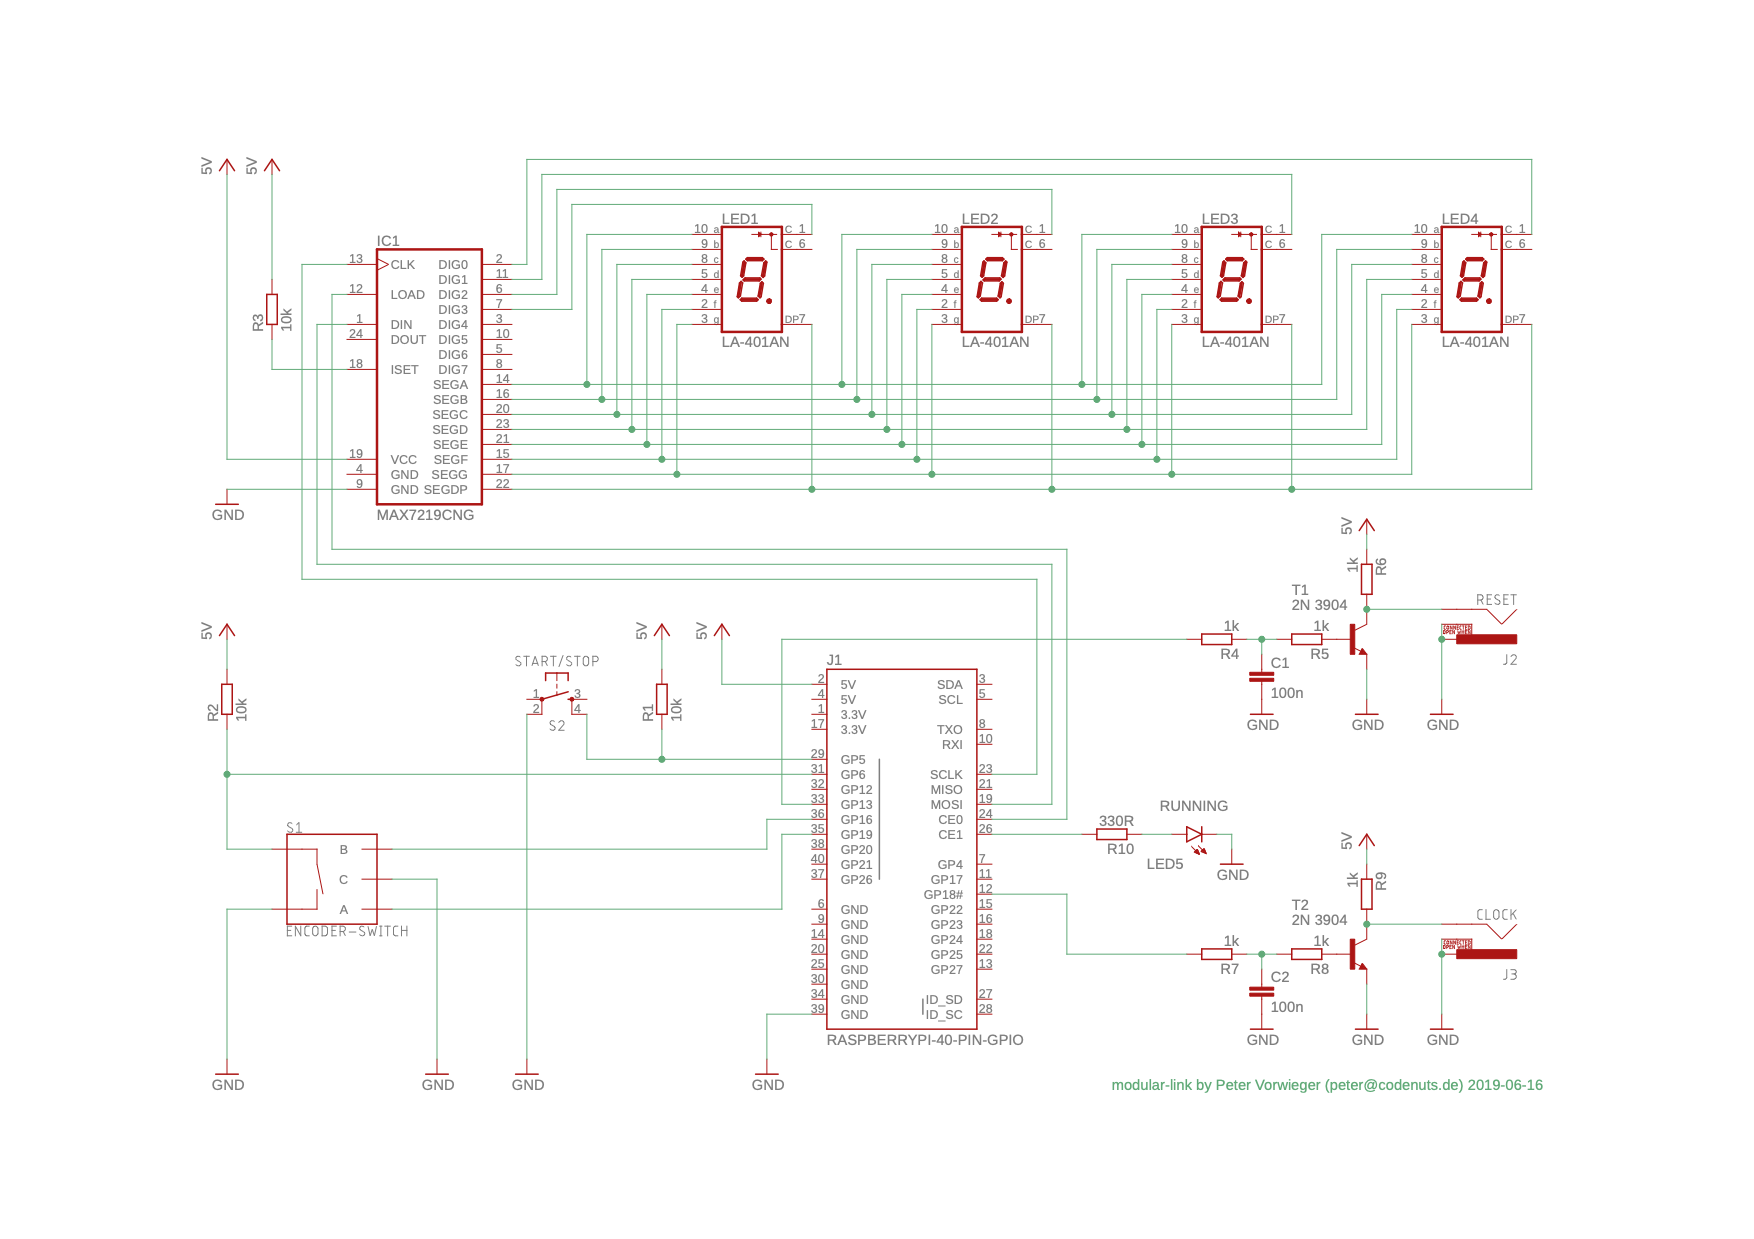 5V
5V
R3
10k
IC1
13 CLK DIG0 2
DIG1 11
12 LOAD DIG2 6
DIG3 7
1 DIN DIG4 3
24 DOUT DIG5 10
DIG6 5
18 ISET DIG7 8
SEGA 14
SEGB 16
SEGC 20
SEGD 23
SEGE 21
19 VCC SEGF 15
4 GND SEGG 17
9 GND SEGDP 22
MAX7219CNG
GND
LED1
10 a C 1
9 b C 6
8 c
5 d
4 e
2 f
3 g DP7
LA-401AN
LED2
10 a C 1
9 b C 6
8 c
5 d
4 e
2 f
3 g DP7
LA-401AN
LED3
10 a C 1
9 b C 6
8 c
5 d
4 e
2 f
3 g DP7
LA-401AN
LED4
10 a C 1
9 b C 6
8 c
5 d
4 e
2 f
3 g DP7
LA-401AN
5V
R2
10k
START/STOP
1 3
2 4
S2
5V
R1
10k
5V
S1
B
C
A
ENCODER-SWITCH
GND
GND
GND
GND
J1
2 5V SDA 3
4 5V SCL 5
1 3.3V
17 3.3V TXO 8
RXI 10
29 GP5
31 GP6 SCLK 23
32 GP12 MISO 21
33 GP13 MOSI 19
36 GP16 CE0 24
35 GP19 CE1 26
38 GP20
40 GP21 GP4 7
37 GP26 GP17 11
GP18# 12
6 GND GP22 15
9 GND GP23 16
14 GND GP24 18
20 GND GP25 22
25 GND GP27 13
30 GND
34 GND ID_SD 27
39 GND ID_SC 28
RASPBERRYPI-40-PIN-GPIO
5V
1k
R6
T1
2N 3904
1k
R4
1k
R5
C1
100n
RESET
CONNECTED
OPEN WHEN
J2
GND
GND
GND
RUNNING
330R
R10
LED5
GND
5V
1k
R9
T2
2N 3904
1k
R7
1k
R8
C2
100n
CLOCK
CONNECTED
OPEN WHEN
J3
GND
GND
GND
modular-link by Peter Vorwieger (peter@codenuts.de) 2019-06-16